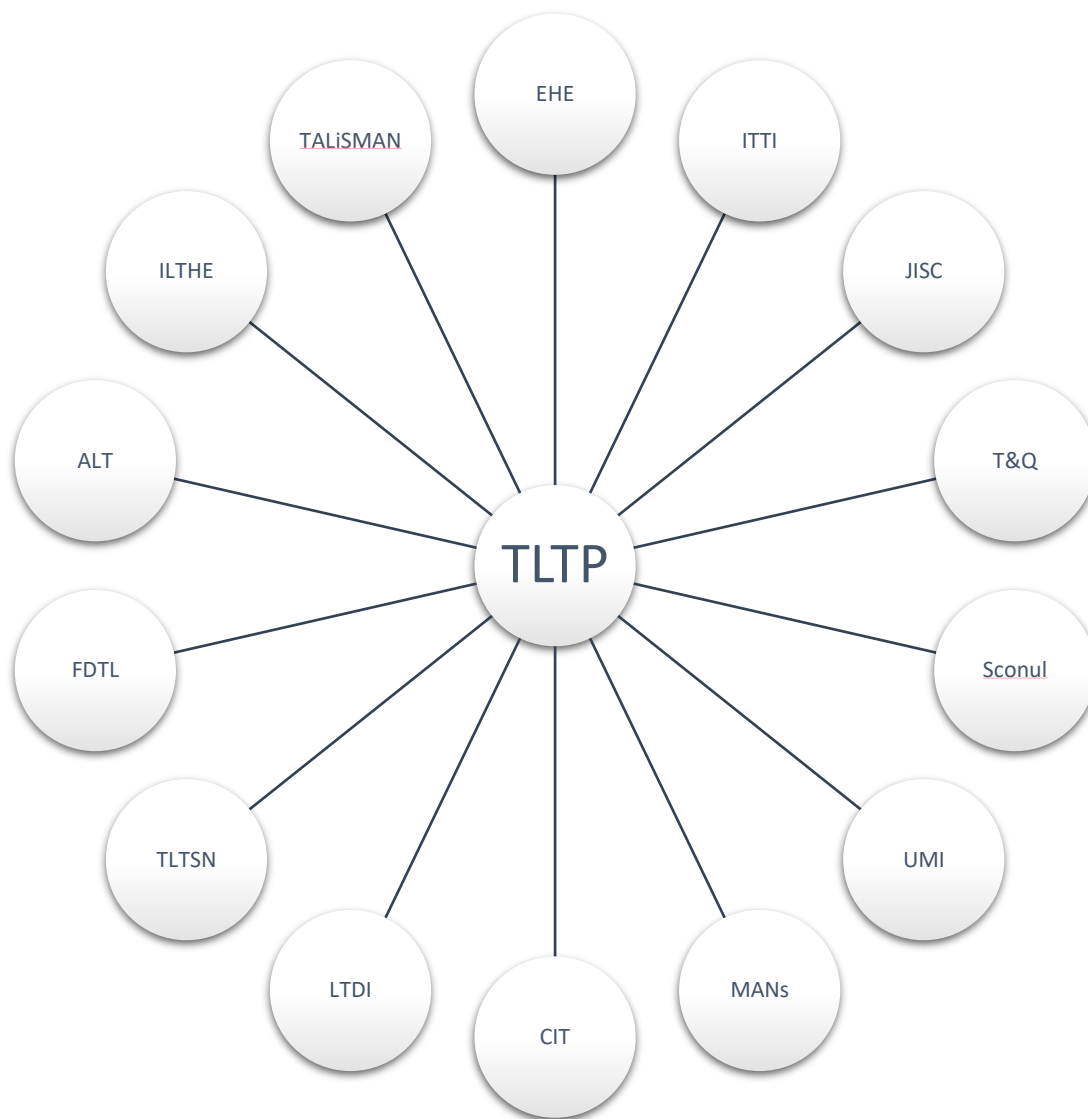 EHE
TALiSMAN
ITTI
ILTHE
JISC
ALT
T&Q
TLTP
FDTL
Sconul
TLTSN
UMI
LTDI
MANs
CIT